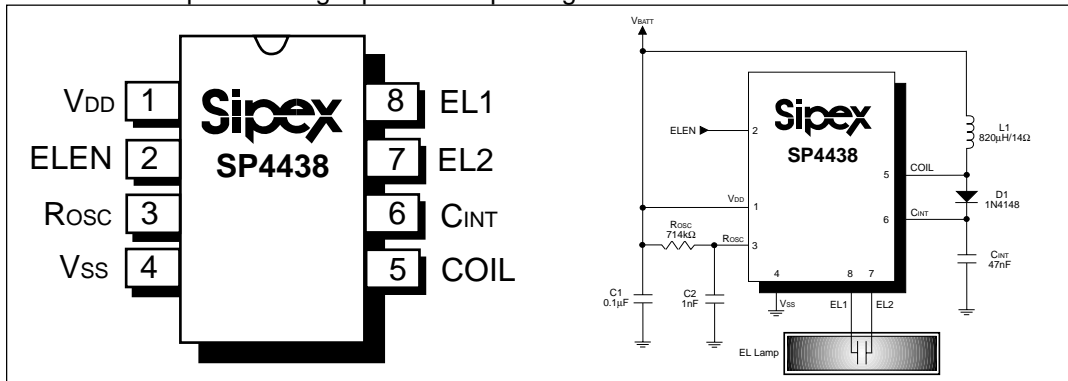 VDD 1
ELEN 2
ROSC 3
VSS 4
Sipex
SP4438
8 EL1
7 EL2
6 CINT
5 COIL
VBATT
ELEN
2
Sipex
SP4438
L1
820µH/14Ω
5
COIL
D1
1N4148
VDD
1
6
CINT
ROSC
714kΩ
ROSC
3
CINT
47nF
C1
0.1µF
C2
1nF
4
8
7
VSS
EL1
EL2
EL Lamp